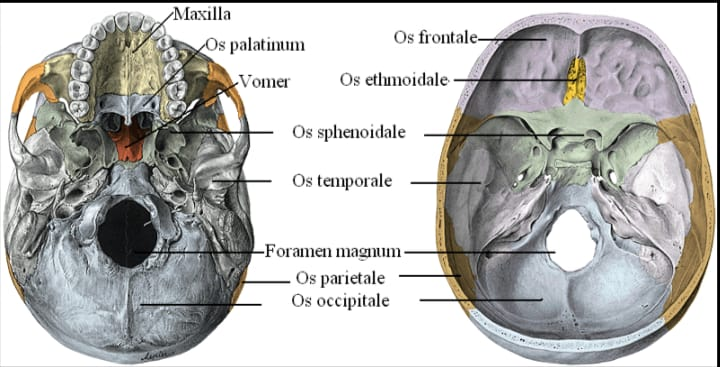 Maxilla
Os palatinum
Vomer
Os frontale
Os ethmoidale
Os sphenoidale
Os temporale
Foramen magnum
Os parietale
Os occipitale